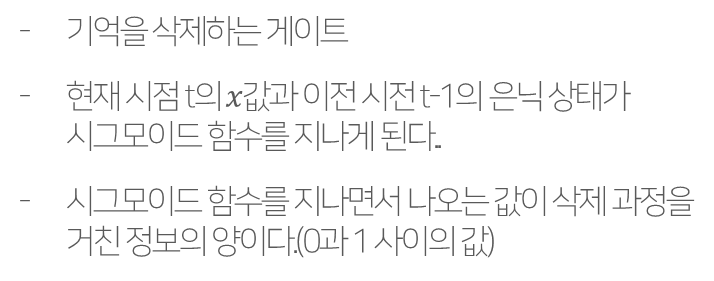 - 기억을 삭제하는 게이트
- 현재 시점 t의 x값과 이전 시전 t-1의 은닉 상태가
시그모이드 함수를 지나게 된다..
- 시그모이드 함수를 지나면서 나오는 값이 삭제 과정을
거친 정보의 양이다.(0과 1 사이의 값)